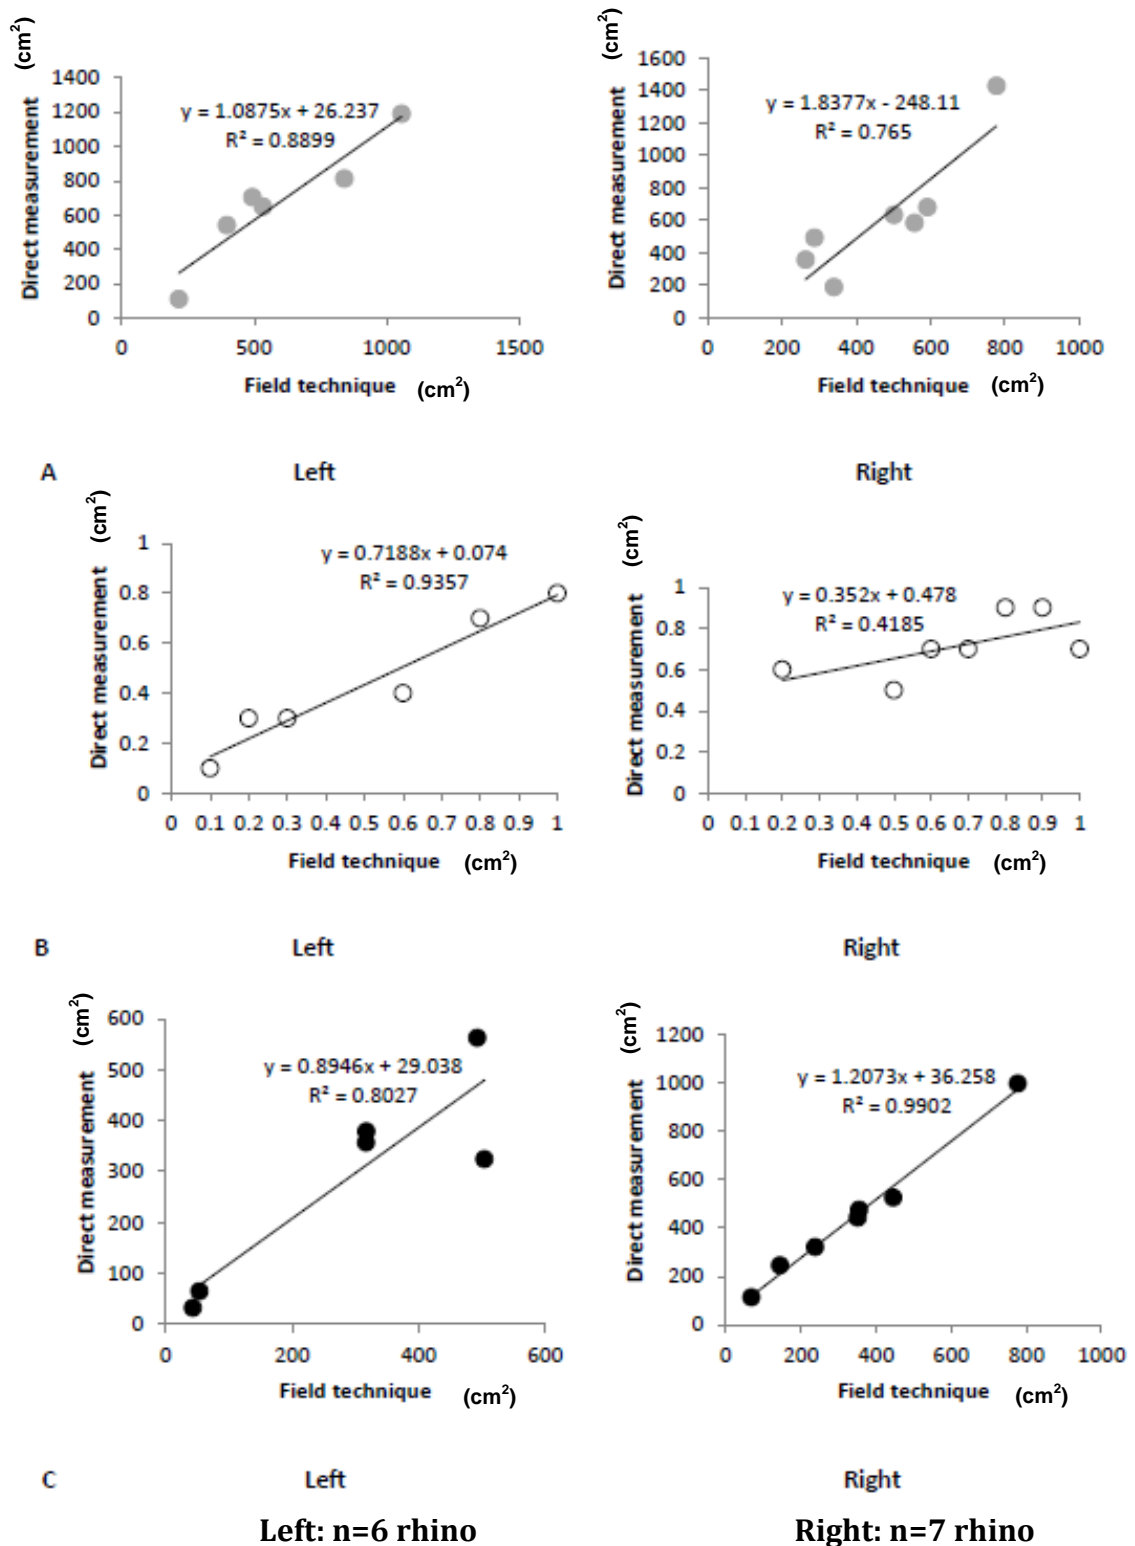 (cm²)
Direct measurement
1400
1200
1000
800
600
400
200
0
y = 1.0875x + 26.237
R² = 0.8899
0 500 1000 1500
Field technique (cm²)
(cm²)
Direct measurement
1600
1400
1200
1000
800
600
400
200
0
y = 1.8377x - 248.11
R² = 0.765
0 200 400 600 800 1000
Field technique (cm²)
A Left Right
(cm²)
Direct measurement
1
0.8
0.6
0.4
0.2
0
y = 0.7188x + 0.074
R² = 0.9357
0 0.1 0.2 0.3 0.4 0.5 0.6 0.7 0.8 0.9 1
Field technique (cm²)
(cm²)
Direct measurement
1
0.8
0.6
0.4
0.2
0
y = 0.352x + 0.478
R² = 0.4185
0 0.1 0.2 0.3 0.4 0.5 0.6 0.7 0.8 0.9 1
Field technique (cm²)
B Left Right
(cm²)
Direct measurement
600
500
400
300
200
100
0
y = 0.8946x + 29.038
R² = 0.8027
0 200 400 600
Field technique (cm²)
(cm²)
Direct measurement
1200
1000
800
600
400
200
0
y = 1.2073x + 36.258
R² = 0.9902
0 200 400 600 800 1000
Field technique (cm²)
C Left Right
Left: n=6 rhino Right: n=7 rhino